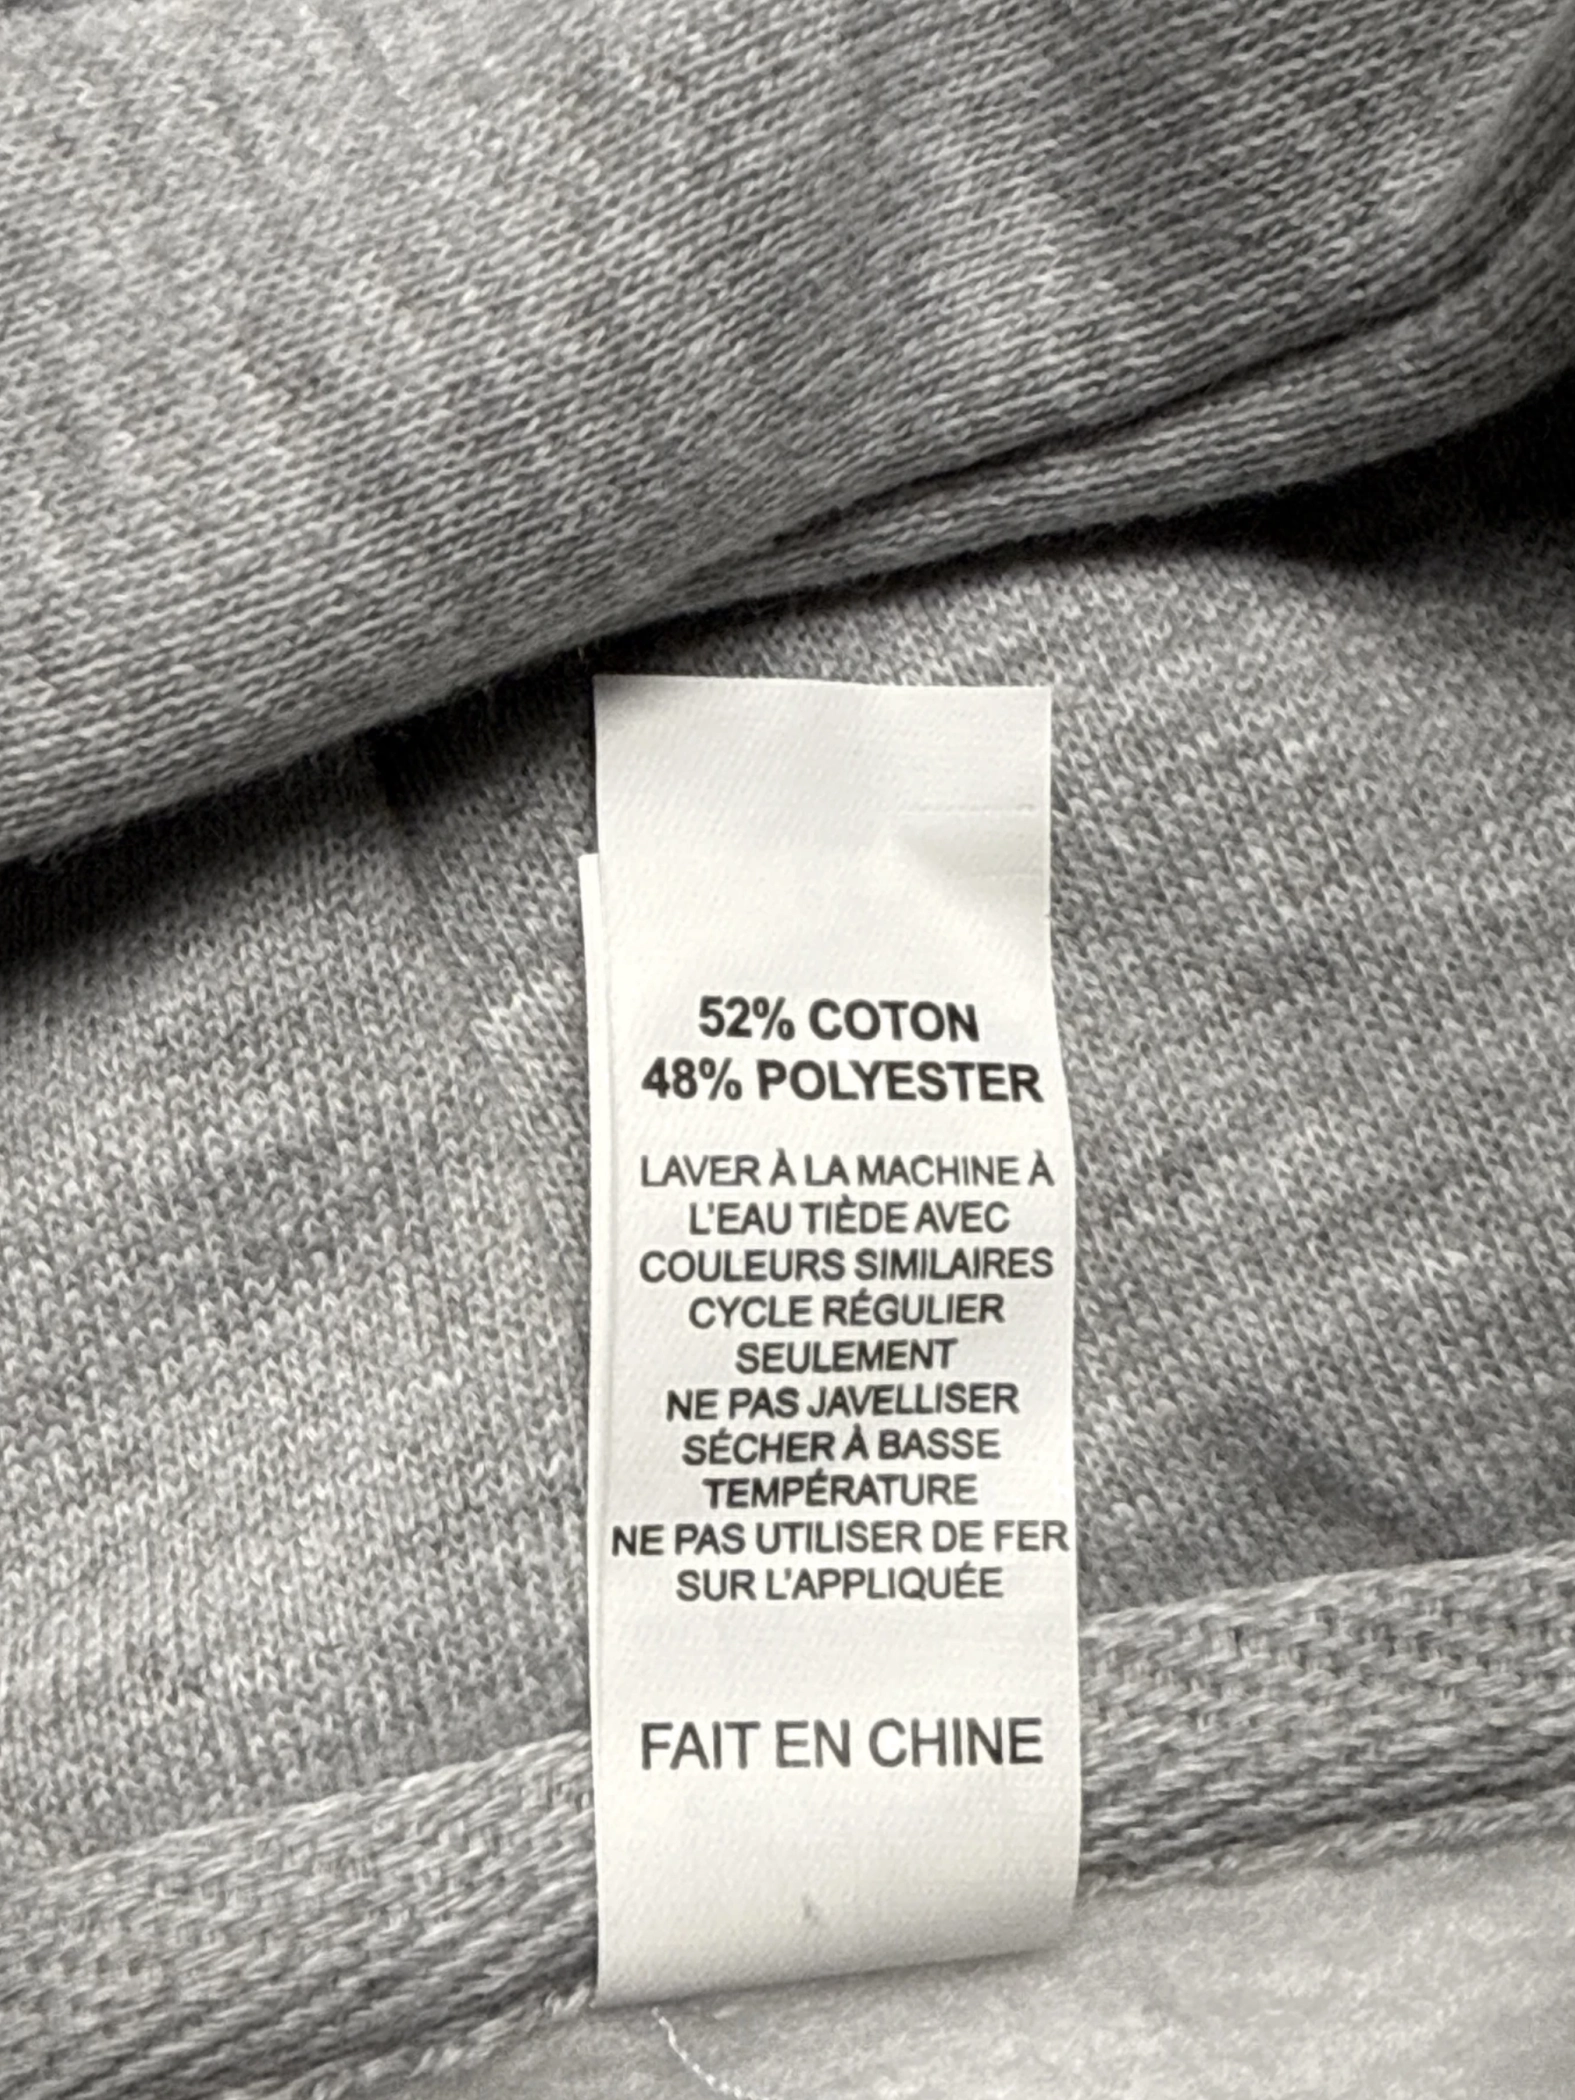 52% COTON
48% POLYESTER
LAVER À LA MACHINE À
L'EAU TIÈDE AVEC
COULEURS SIMILAIRES
CYCLE RÉGULIER
SEULEMENT
NE PAS JAVELLISER
SÉCHER À BASSE
TEMPÉRATURE
NE PAS UTILISER DE FER
SUR L'APPLIQUÉE
FAIT EN CHINE